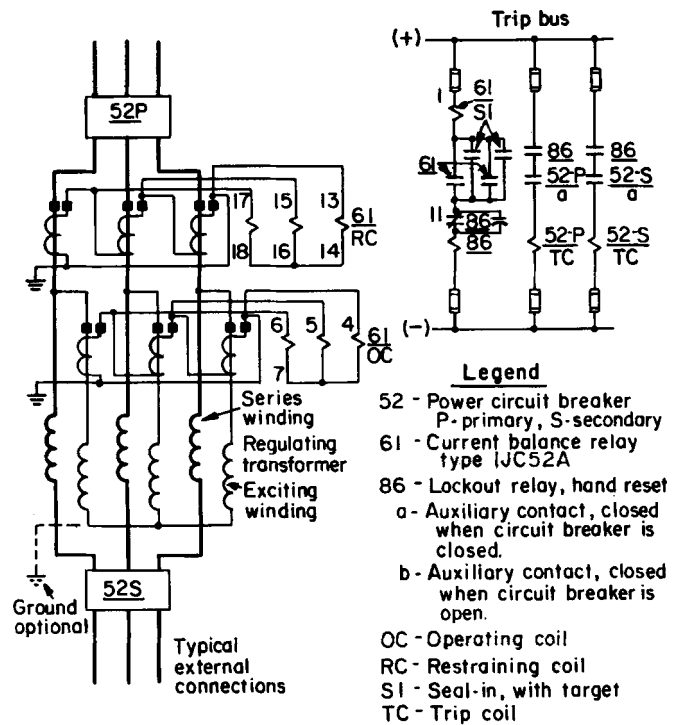 Trip bus
(+)
52P
1
61
SI
61
86
52-P
a
86
52-S
a
17
15
13
61
RC
18
16
14
11
86
86
52-P
TC
52-S
TC
6
5
4
61
OC
7
(-)
Series
winding
Regulating
transformer
Exciting
winding
52S
Ground
optional
Typical
external
connections
Legend
52 - Power circuit breaker
P-primary, S-secondary
61 - Current balance relay
type IJC52A
86 - Lockout relay, hand reset
a - Auxiliary contact, closed
when circuit breaker is
closed.
b - Auxiliary contact, closed
when circuit breaker is
open.
OC - Operating coil
RC - Restraining coil
SI - Seal-in, with target
TC - Trip coil